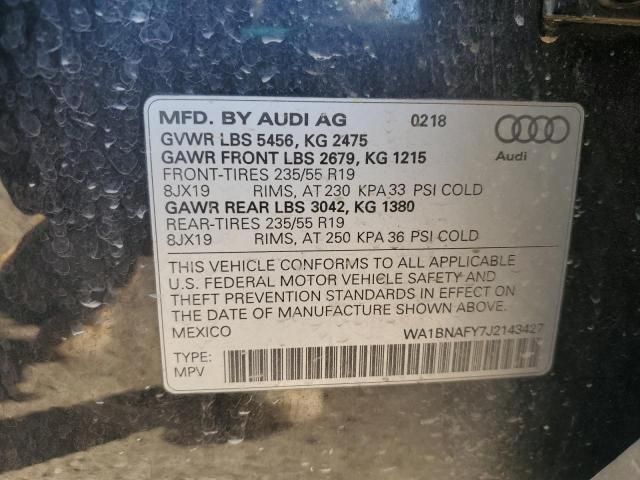 MFD. BY AUDI AG 0218
GVWR LBS 5456, KG 2475
GAWR FRONT LBS 2679, KG 1215
FRONT-TIRES 235/55 R19
8JX19 RIMS, AT 230 KPA 33 PSI COLD
GAWR REAR LBS 3042, KG 1380
REAR-TIRES 235/55 R19
8JX19 RIMS, AT 250 KPA 36 PSI COLD
Audi
THIS VEHICLE CONFORMS TO ALL APPLICABLE
U.S. FEDERAL MOTOR VEHICLE SAFETY AND
THEFT PREVENTION STANDARDS IN EFFECT ON
THE DATE OF MANUFACTURE SHOWN ABOVE.
MEXICO WA1BNAFY7J2143427
TYPE:
MPV